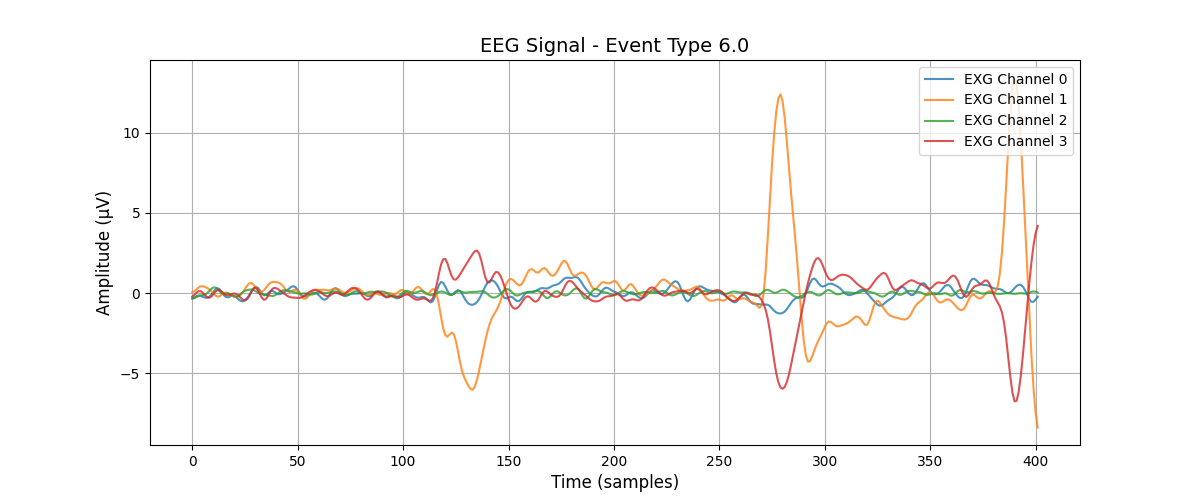 EEG Signal - Event Type 6.0
EXG Channel 0
EXG Channel 1
EXG Channel 2
EXG Channel 3
Amplitude (µV)
10
5
0
−5
0 50 100 150 200 250 300 350 400
Time (samples)